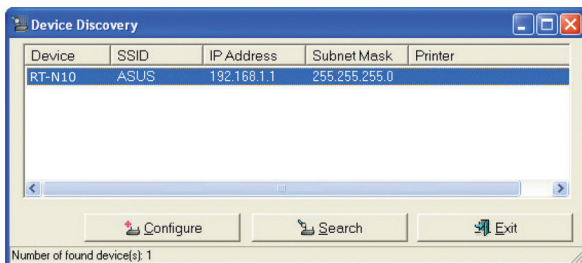 Device Discovery
Device SSID IP Address Subnet Mask Printer
RT-N10 ASUS 192.168.1.1 255.255.255.0
Configure Search Exit
Number of found device(s): 1